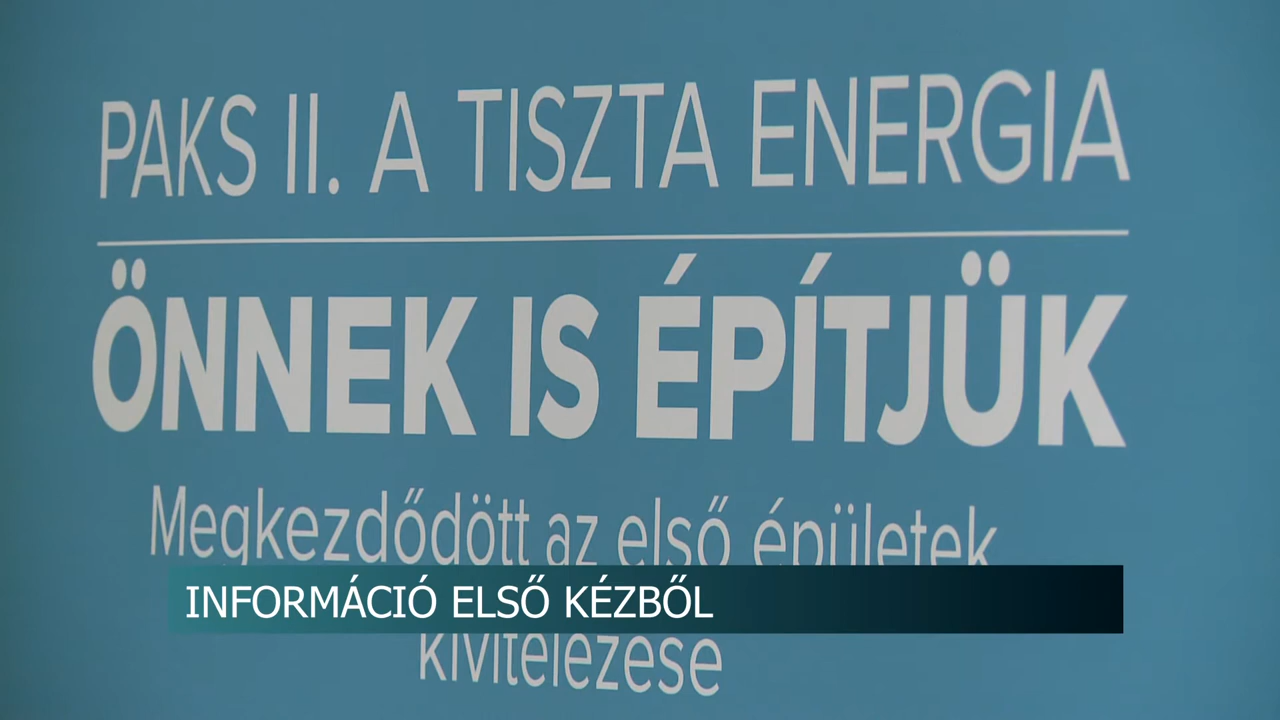 PAKS II. A TISZTA ENERGIA
ÖNNEK IS ÉPÍTJÜK
Megkezdődött az első épületek
INFORMÁCIÓ ELSŐ KÉZBŐL
kivitelezése